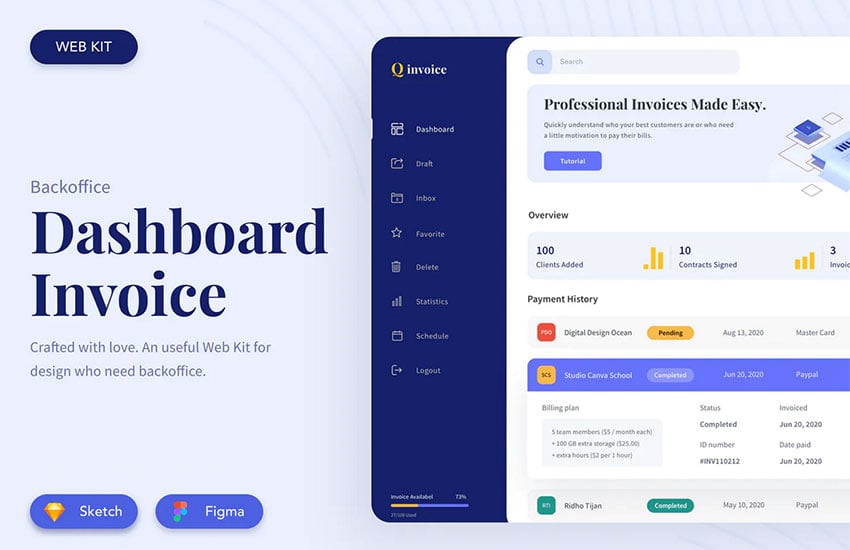 WEB KIT
Backoffice
Dashboard
Invoice
Crafted with love. An useful Web Kit for
design who need backoffice.
Sketch
Figma
Q invoice
Dashboard
Draft
Inbox
Favorite
Delete
Statistics
Schedule
Logout
Invoice Availabel 73%
27/100 Used
Search
Professional Invoices Made Easy.
Quickly understand who your best customers are or who need
a little motivation to pay their bills.
Tutorial
Overview
100
Clients Added
10
Contracts Signed
3
Invoic
Payment History
PDO Digital Design Ocean Pending Aug 13, 2020 Master Card
SCS Studio Canva School Completed Jun 20, 2020 Paypal
Billing plan
5 team members ($5 / month each)
+ 100 GB extra storage ($25.00)
+ extra hours ($2 per 1 hour)
Status Invoiced
Completed Jun 20, 2020
ID number Date paid
#INV110212 Jun 20, 2020
RTI Ridho Tijan Completed May 10, 2020 Paypal